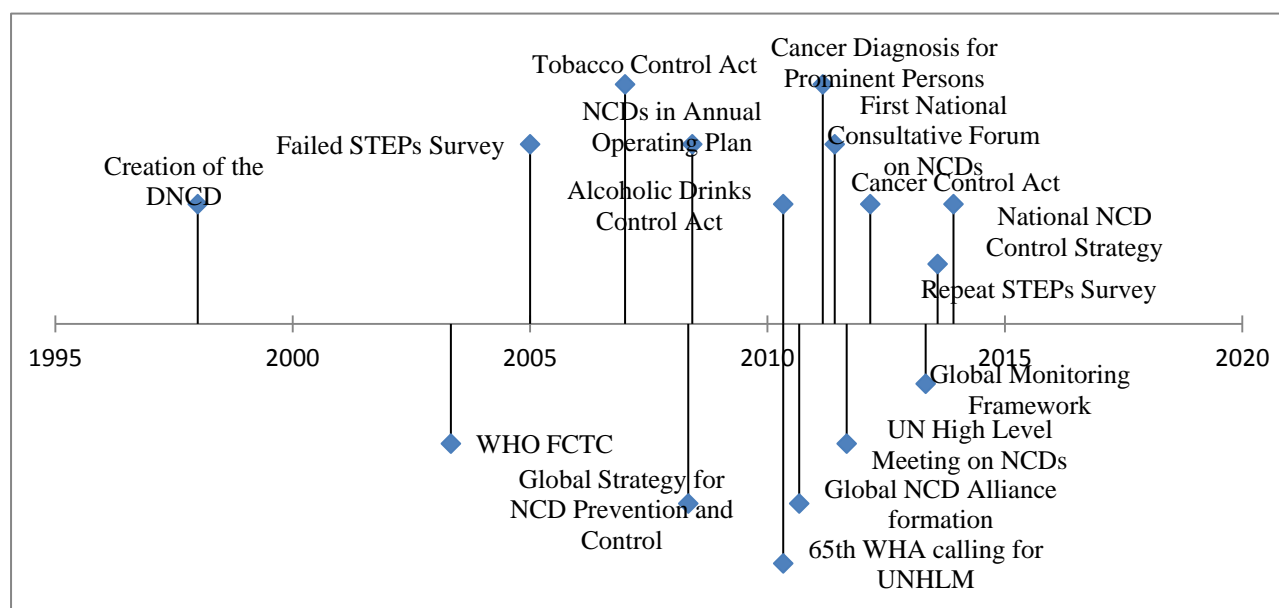 Cancer Diagnosis for
Prominent Persons
Tobacco Control Act
NCDs in Annual
Operating Plan
First National
Consultative Forum
on NCDs
Failed STEPs Survey
Creation of the
DNCD
Alcoholic Drinks
Control Act
Cancer Control Act
National NCD
Control Strategy
Repeat STEPs Survey
1995
2000
2005
2010
2015
2020
Global Monitoring
Framework
WHO FCTC
UN High Level
Meeting on NCDs
Global Strategy for
NCD Prevention and
Control
Global NCD Alliance
formation
65th WHA calling for
UNHLM